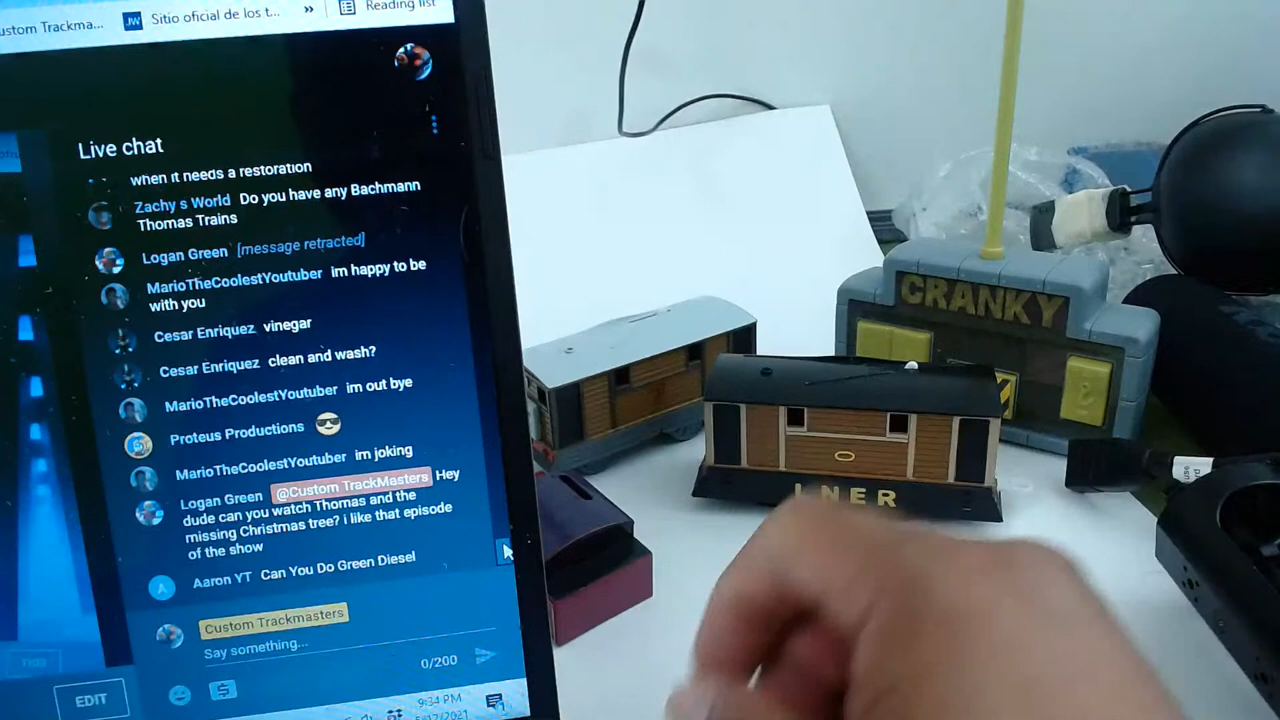 ustom Trackma...
JW Sitio oficial de los t...
»
Reading list
Live chat
when it needs a restoration
Zachy s World Do you have any Bachmann
Thomas Trains
Logan Green [message retracted]
MarioTheCoolestYoutuber im happy to be
with you
Cesar Enriquez vinegar
Cesar Enriquez clean and wash?
MarioTheCoolestYoutuber im out bye
Proteus Productions 😎
MarioTheCoolestYoutuber im joking
Logan Green @Custom TrackMasters Hey
dude can you watch Thomas and the
missing Christmas tree? i like that episode
of the show
A
Aaron YT Can You Do Green Diesel
Custom Trackmasters
Say something...
0/200
EDIT
9:34 PM
CRANKY
LNER